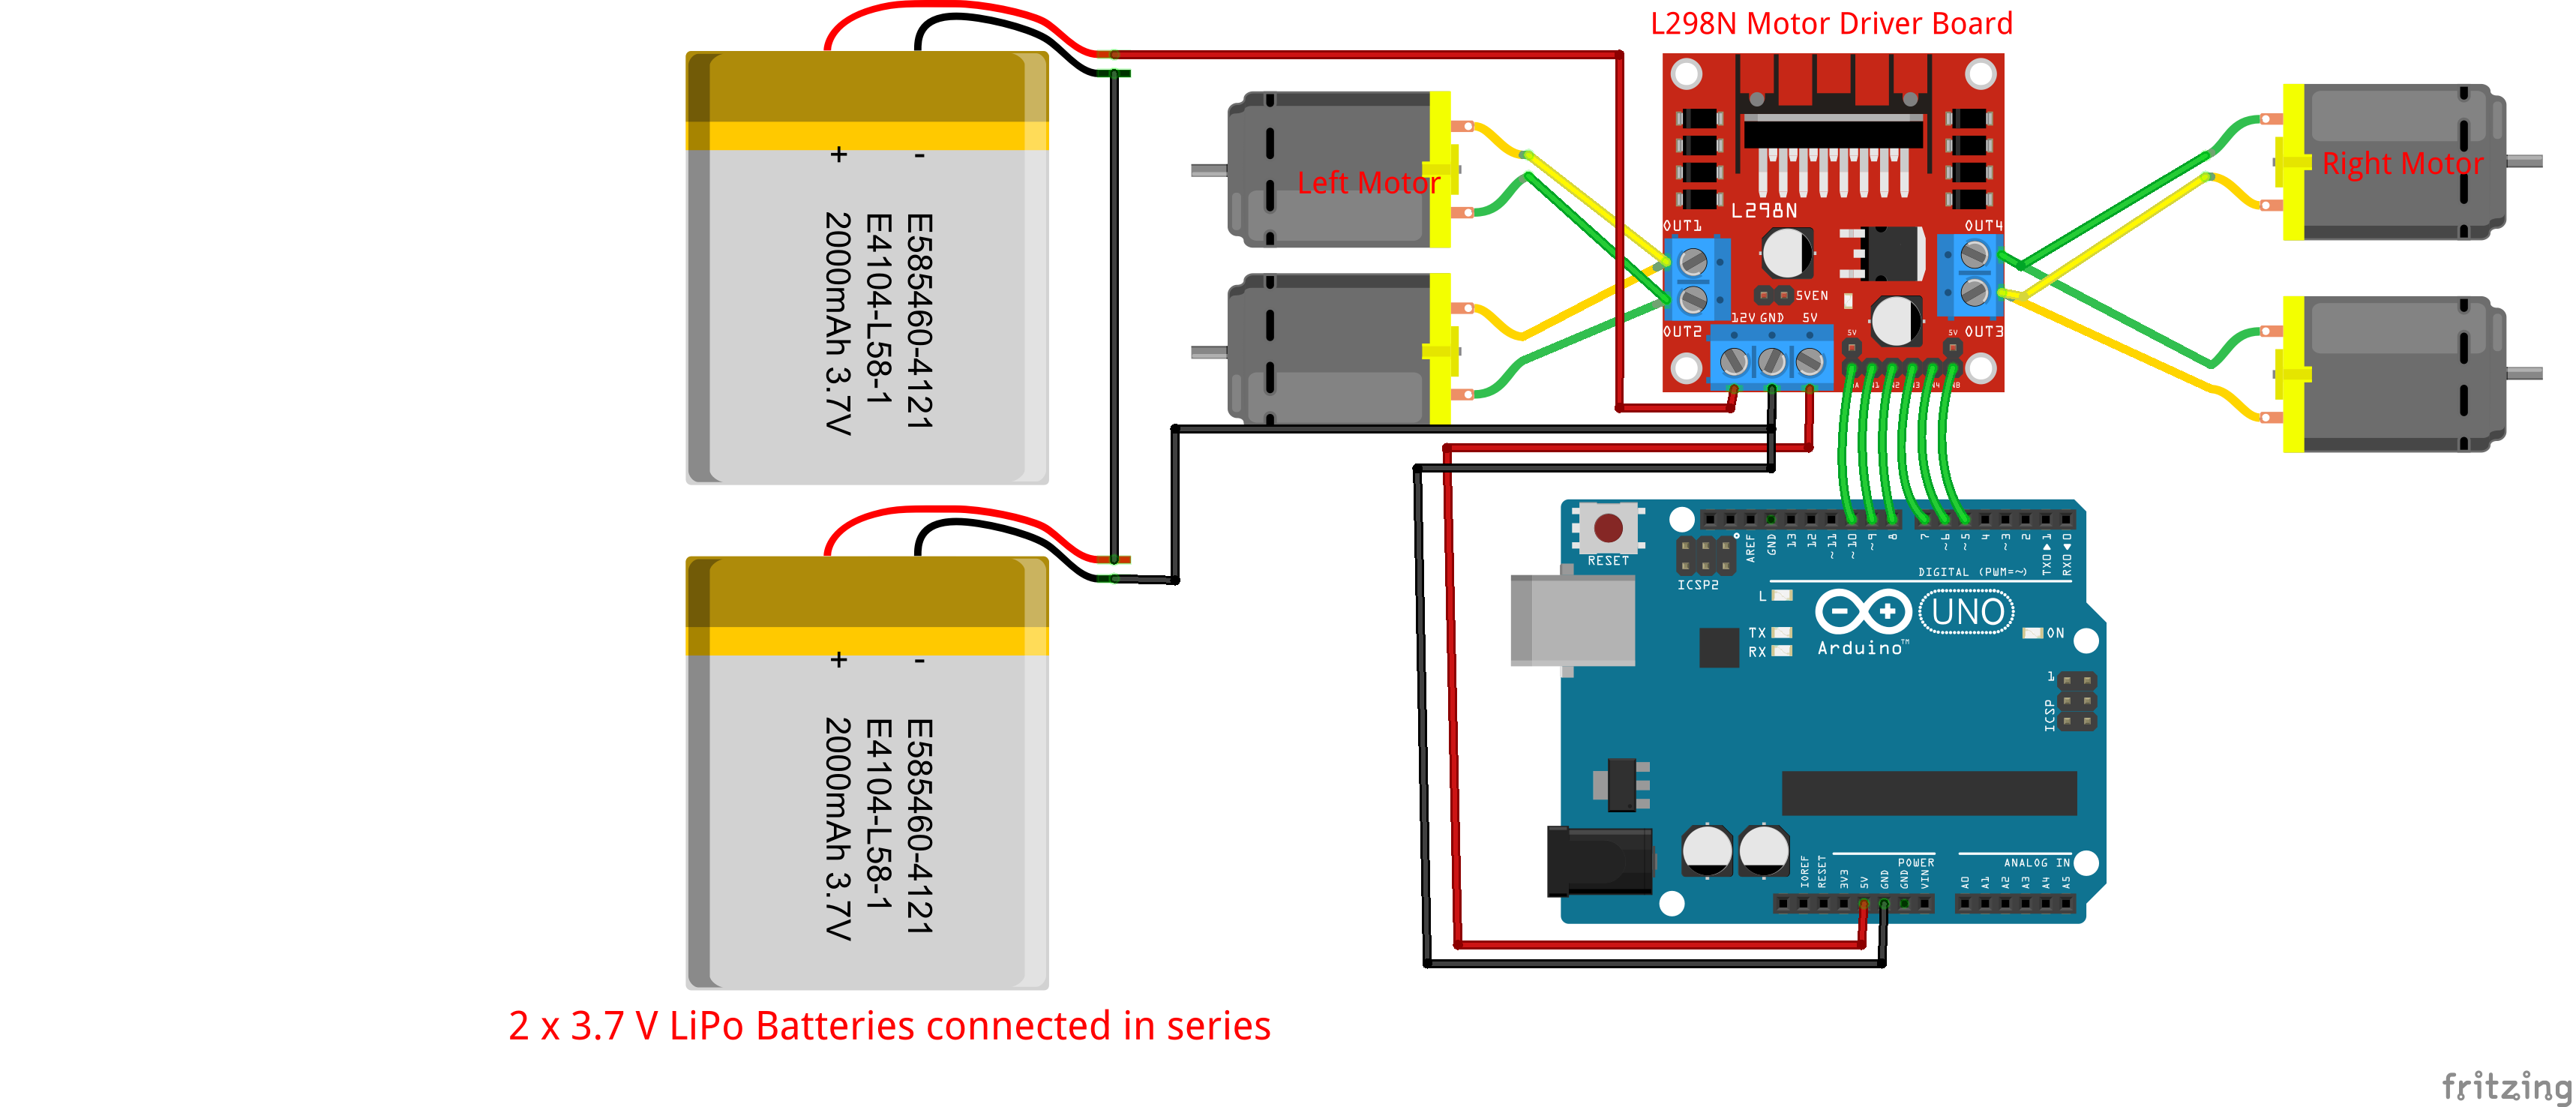 L298N Motor Driver Board
+ -
E585460-4121
E4104-L58-1
2000mAh 3.7V
Left Motor
Right Motor
L298N
OUT1
OUT4
5VEN
12V GND 5V
5V
5V
OUT2
OUT3
RESET
ICSP2
AREF
GND
13
12
~11
~10
~9
8
7
~6
~5
4
~3
2
TX0▶1
RX0◀0
DIGITAL (PWM=~)
L
TX
RX
UNO
Arduino™
ON
1
ICSP
+ -
E585460-4121
E4104-L58-1
2000mAh 3.7V
POWER
ANALOG IN
IOREF
RESET
3V3
5V
GND
GND
VIN
A0
A1
A2
A3
A4
A5
2 x 3.7 V LiPo Batteries connected in series
fritzing